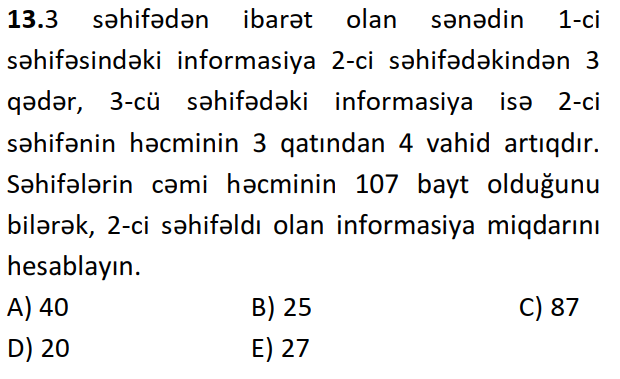 13.3 səhifədən ibarət olan sənədin 1-ci
səhifəsindəki informasiya 2-ci səhifədəkindən 3
qədər, 3-cü səhifədəki informasiya isə 2-ci
səhifənin həcminin 3 qatından 4 vahid artıqdır.
Səhifələrin cəmi həcminin 107 bayt olduğunu
bilərək, 2-ci səhifəldı olan informasiya miqdarını
hesablayın.
A) 40 B) 25 C) 87
D) 20 E) 27